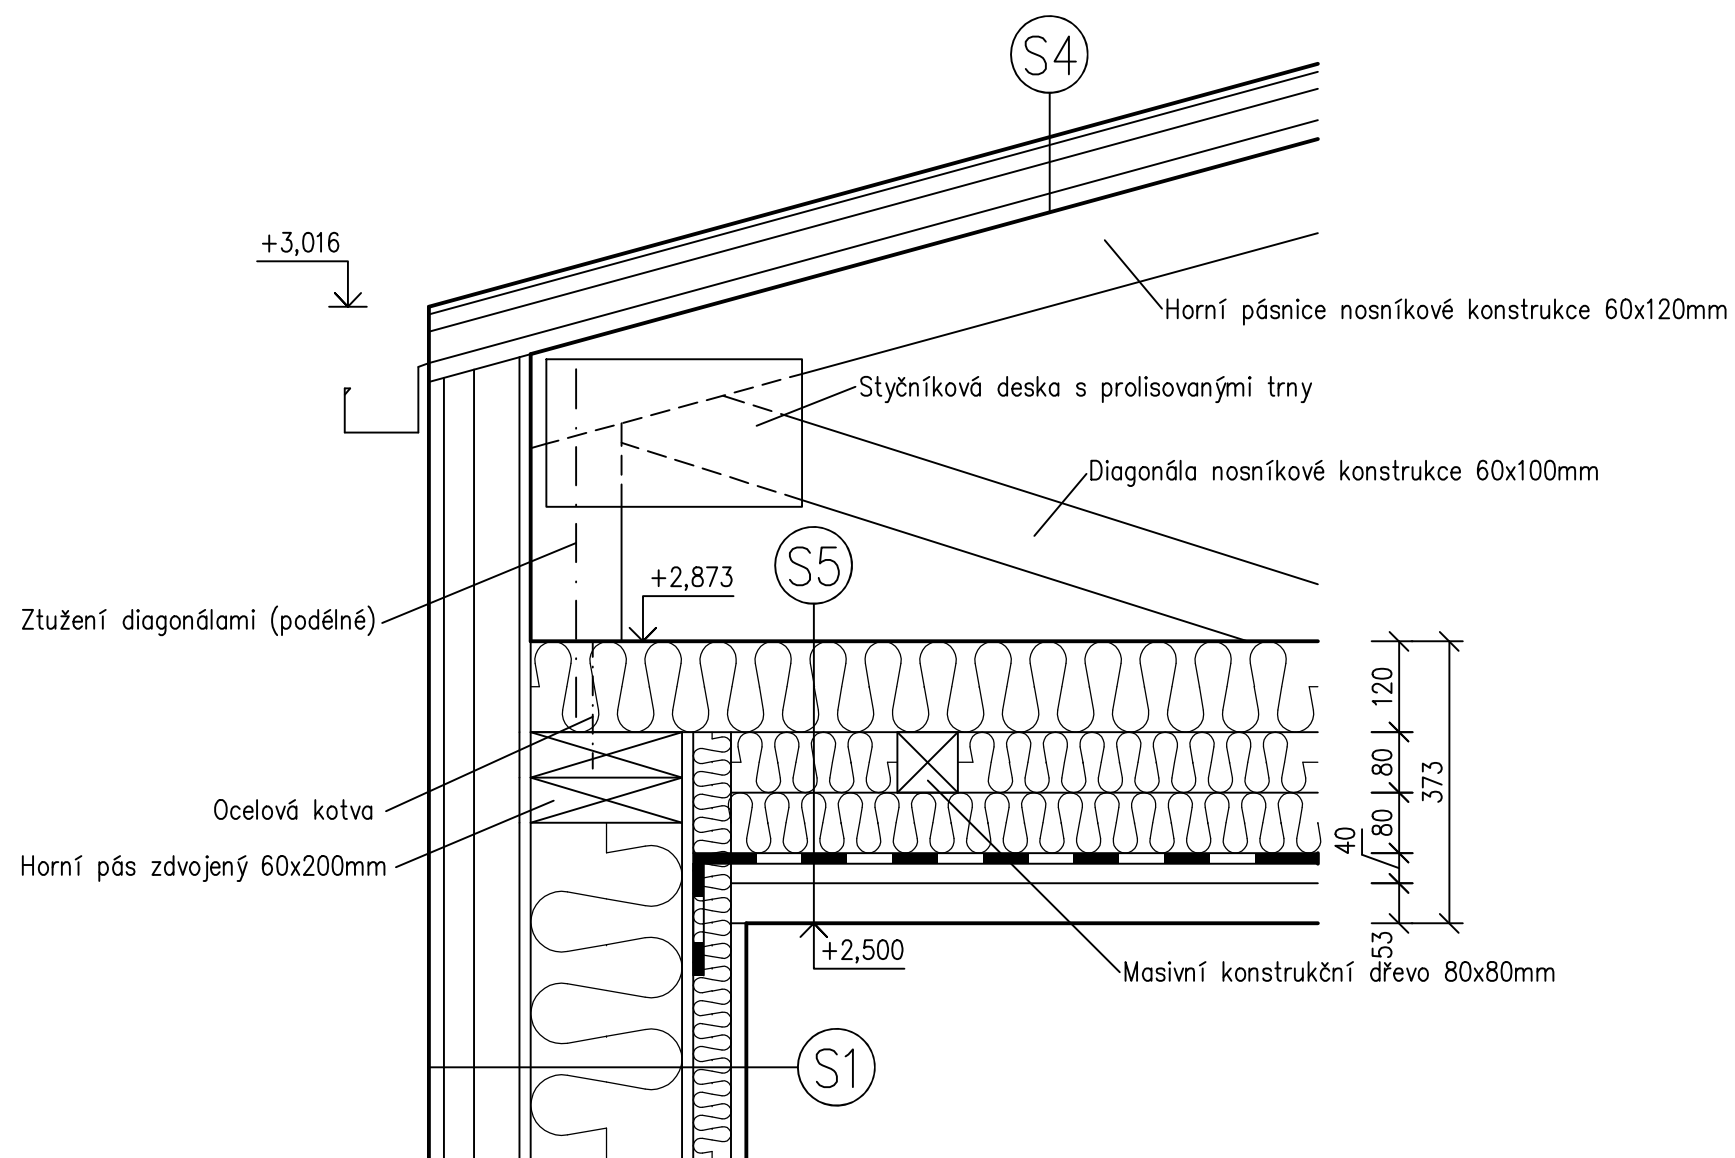 S4
+3,016
Horní pásnice nosníkové konstrukce 60x120mm
Styčníková deska s prolisovanými trny
Diagonála nosníkové konstrukce 60x100mm
S5
+2,873
Ztužení diagonálami (podélné)
120
80
373
80
40
Ocelová kotva
Horní pás zdvojený 60x200mm
+2,500
53
Masivní konstrukční dřevo 80x80mm
S1